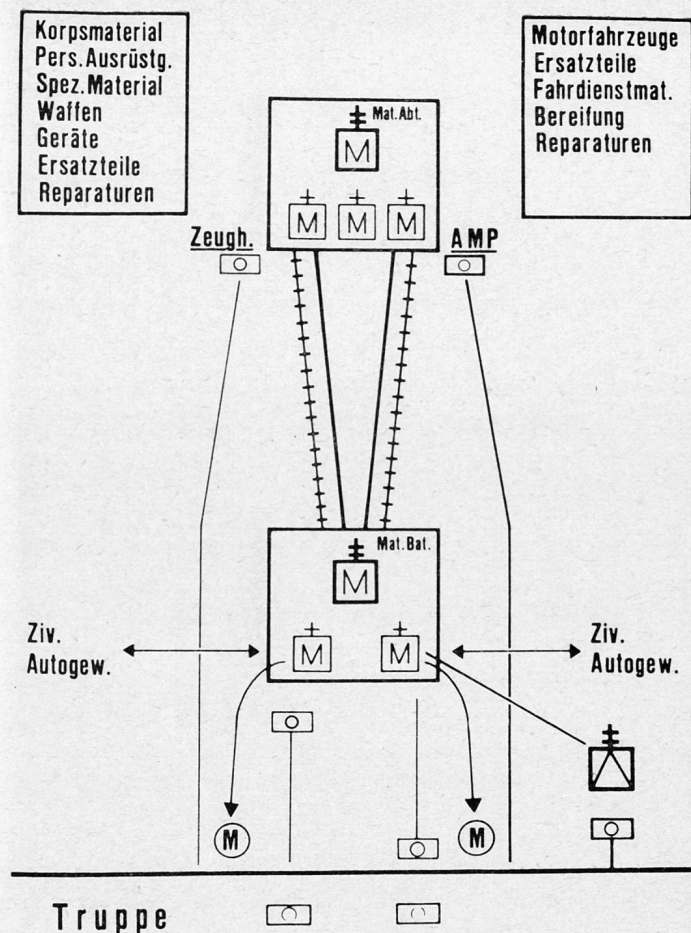 Korpsmaterial
Pers.Ausrüstg.
Spez.Material
Waffen
Geräte
Ersatzteile
Reparaturen
Motorfahrzeuge
Ersatzteile
Fahrdienstmat.
Bereifung
Reparaturen
Mat.Abt.
M
M M M
Zeugh.
AMP
Mat.Bat.
M
M M
Ziv.
Autogew.
Ziv.
Autogew.
M
M
Truppe